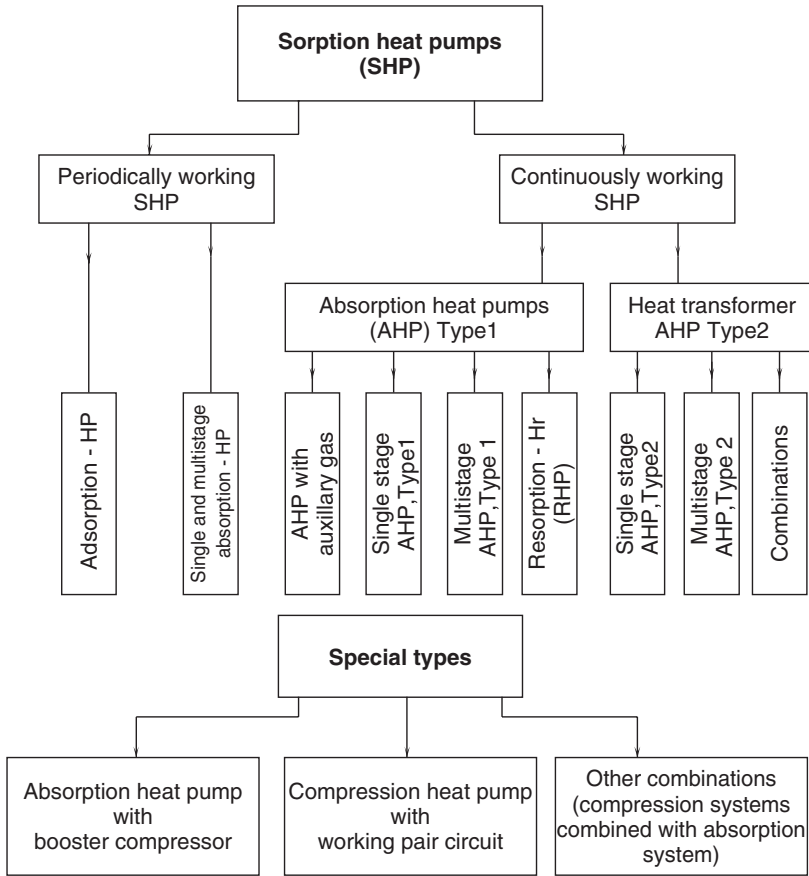 Sorption heat pumps
(SHP)
Periodically working
SHP
Continuously working
SHP
Absorption heat pumps
(AHP) Type1
Heat transformer
AHP Type2
Adsorption - HP
Single and multistage
absorption - HP
AHP with
auxillary gas
Single stage
AHP,Type1
Multistage
AHP,Type 1
Resorption - Hr
(RHP)
Single stage
AHP,Type2
Multistage
AHP,Type 2
Combinations
Special types
Absorption heat pump
with
booster compressor
Compression heat pump
with
working pair circuit
Other combinations
(compression systems
combined with absorption
system)